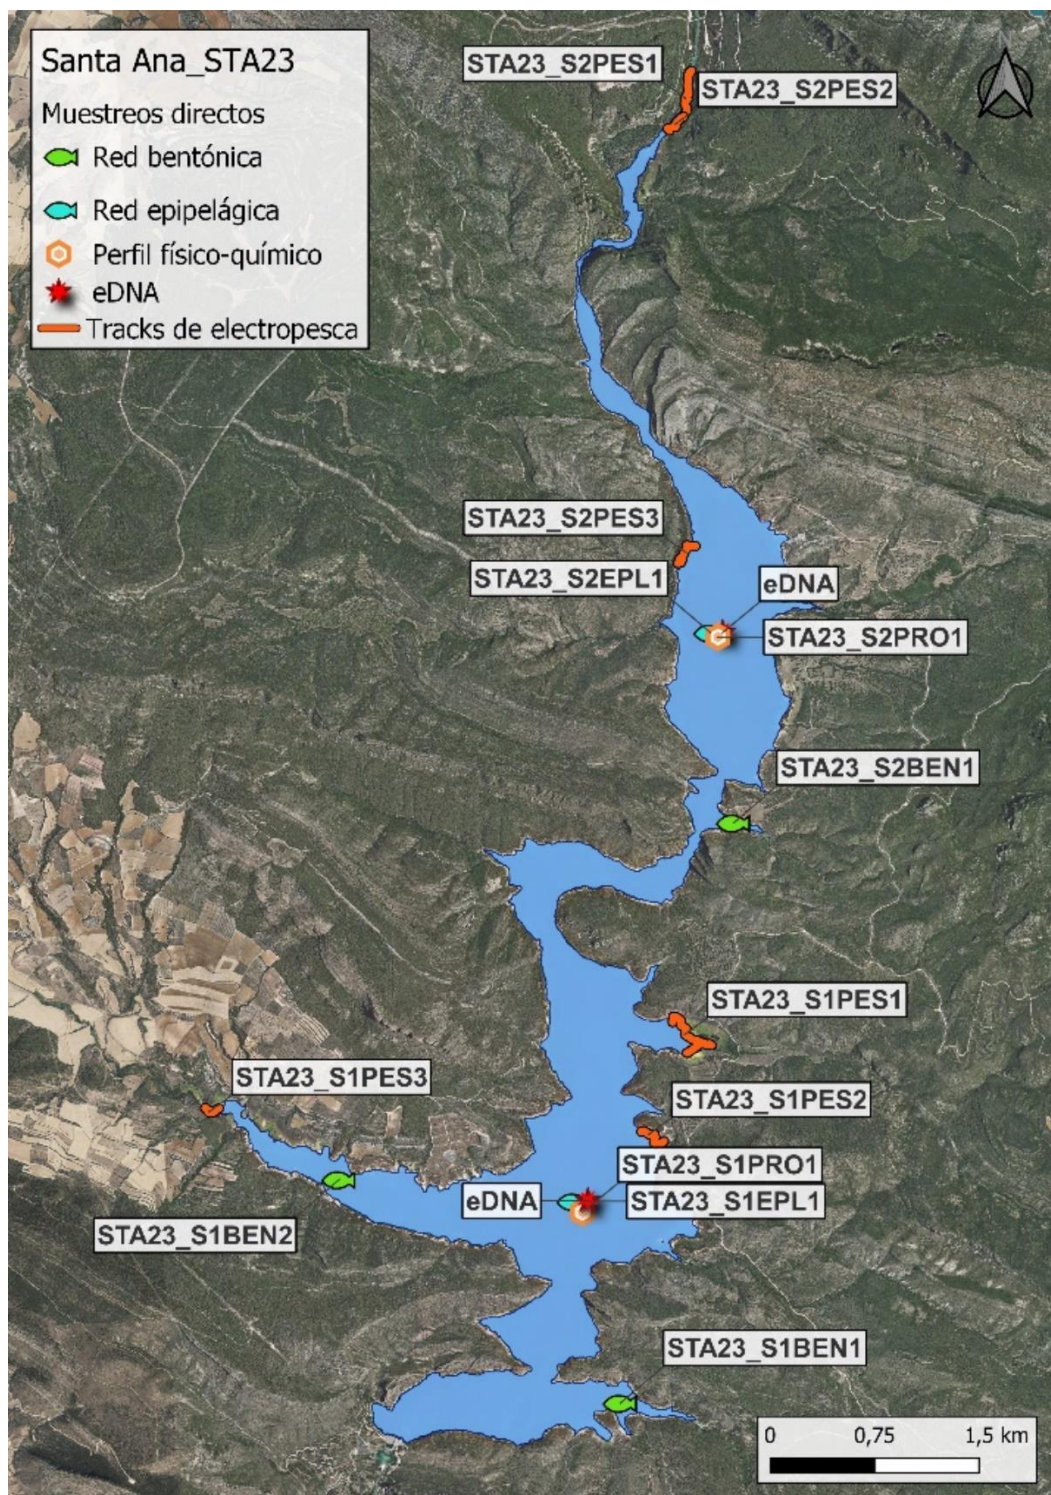 Santa Ana_STA23
Muestreos directos
Red bentónica
Red epipelágica
Perfil físico-químico
eDNA
Tracks de electropesca
STA23_S2PES1
STA23_S2PES2
N
STA23_S2PES3
STA23_S2EPL1
eDNA
STA23_S2PRO1
STA23_S2BEN1
STA23_S1PES1
STA23_S1PES3
STA23_S1PES2
STA23_S1PRO1
eDNA
STA23_S1EPL1
STA23_S1BEN2
STA23_S1BEN1
0 0,75 1,5 km